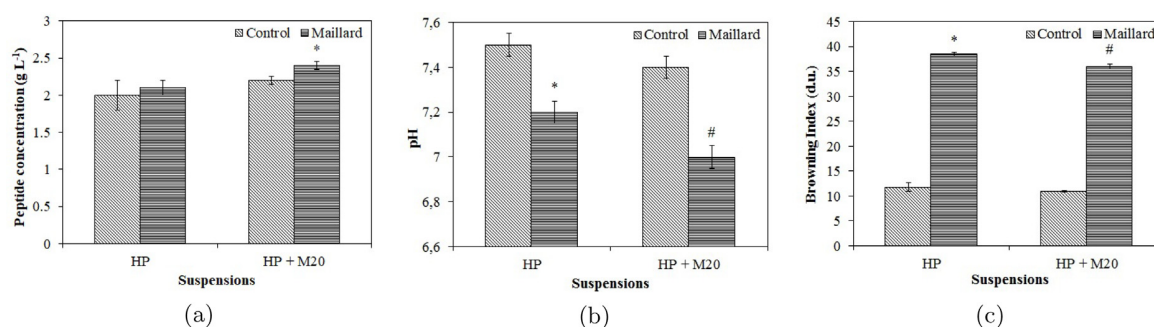 Peptide concentration (g L⁻¹)
3
2.5
2
1.5
1
0.5
0
Control Maillard
*
HP HP + M20
Suspensions
(a)
pH
7,6
7,4
7,2
7
6,8
6,6
Control Maillard
*
#
HP HP + M20
Suspensions
(b)
Browning Index (d.u.)
45
40
35
30
25
20
15
10
5
0
Control Maillard
*
#
HP HP + M20
Suspensions
(c)